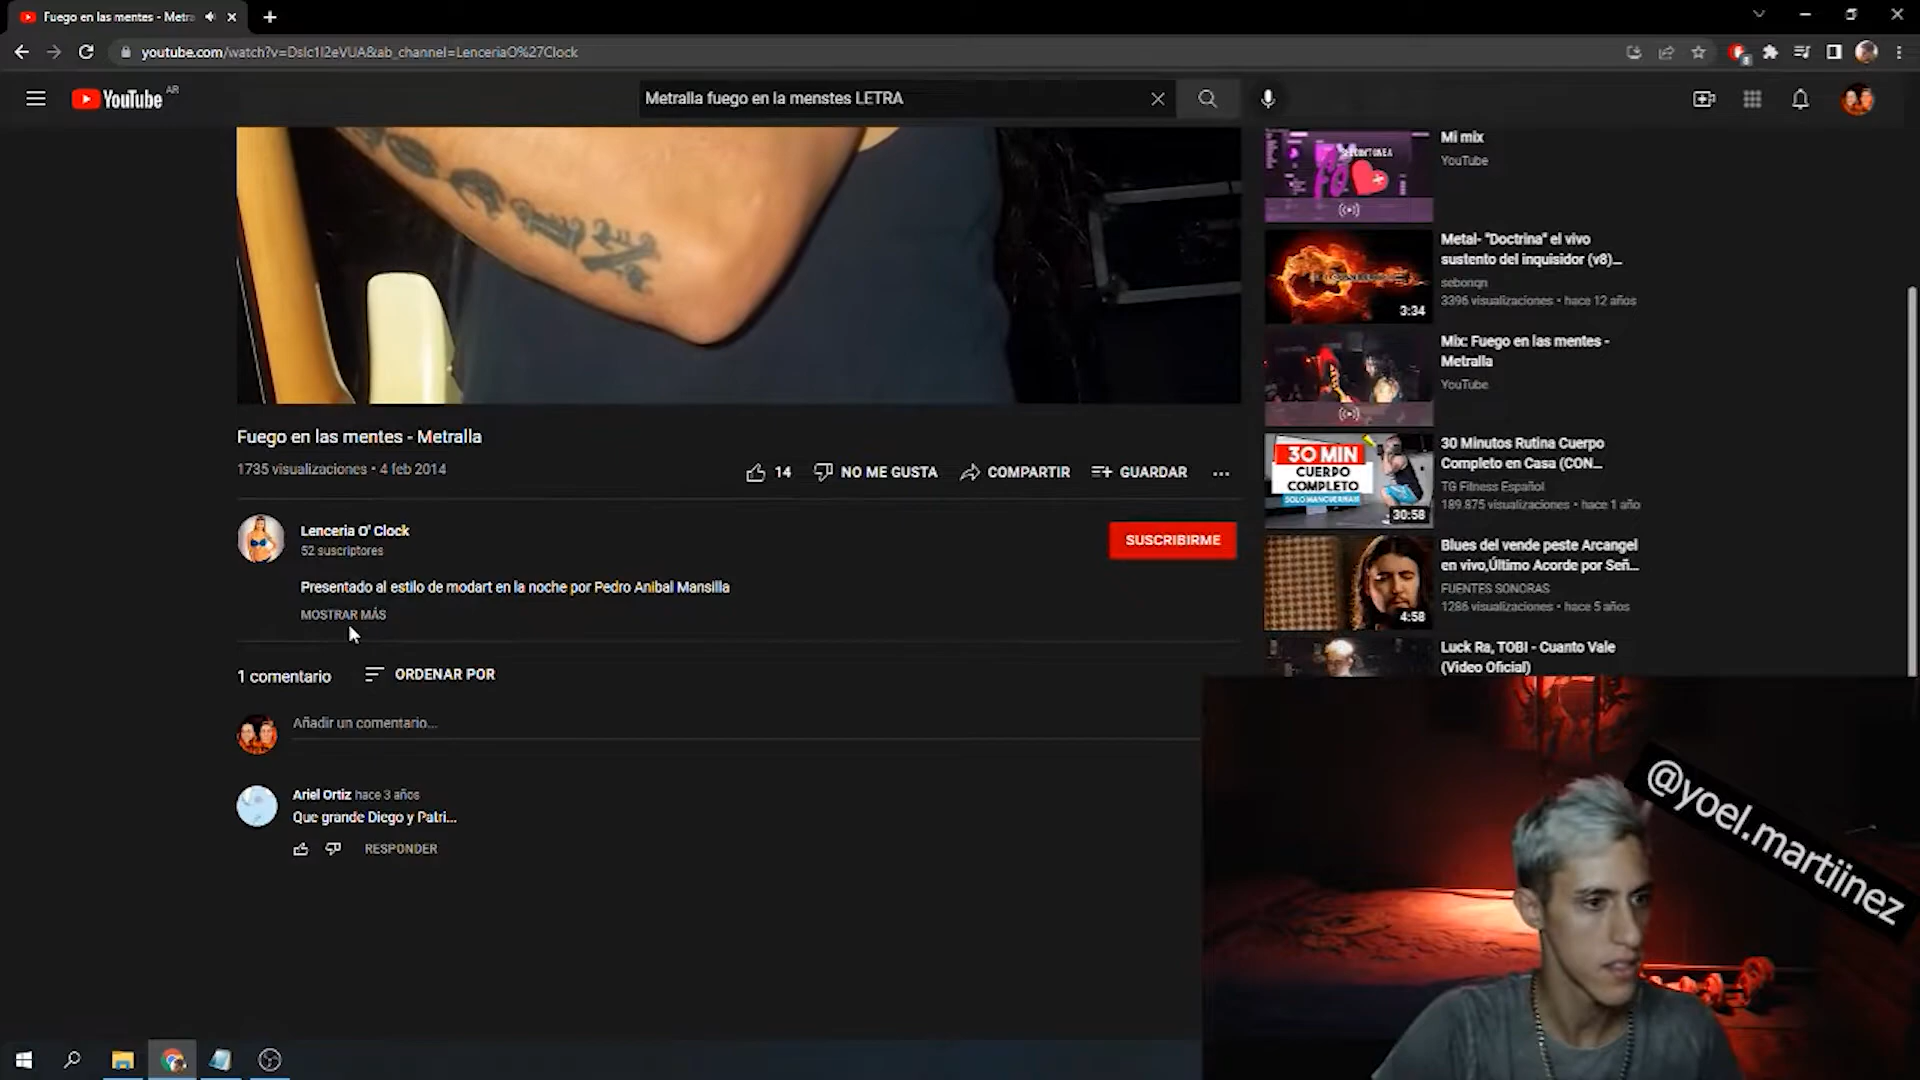 Fuego en las mentes - Metra
youtube.com/watch?v=Dslc1I2eVUA&ab_channel=LenceriaO%27Clock
YouTube AR
Metralla fuego en la menstes LETRA
Mi mix
YouTube
Metal- "Doctrina" el vivo
sustento del inquisidor (v8)...
sebonqn
3396 visualizaciones • hace 12 años
3:34
Mix: Fuego en las mentes -
Metralla
YouTube
30 MIN
CUERPO
COMPLETO
SOLO MANCUERNAS
30:58
30 Minutos Rutina Cuerpo
Completo en Casa (CON...
TG Fitness Español
189.875 visualizaciones • hace 1 año
Blues del vende peste Arcangel
en vivo,Último Acorde por Señ...
FUENTES SONORAS
1286 visualizaciones • hace 5 años
4:58
Luck Ra, TOBI - Cuanto Vale
(Video Oficial)
Fuego en las mentes - Metralla
1735 visualizaciones • 4 feb 2014
14 NO ME GUSTA COMPARTIR GUARDAR ...
Lenceria O' Clock
52 suscriptores
SUSCRIBIRME
Presentado al estilo de modart en la noche por Pedro Anibal Mansilla
MOSTRAR MÁS
1 comentario ORDENAR POR
Añadir un comentario...
Ariel Ortiz hace 3 años
Que grande Diego y Patri...
RESPONDER
@yoel.martiinez